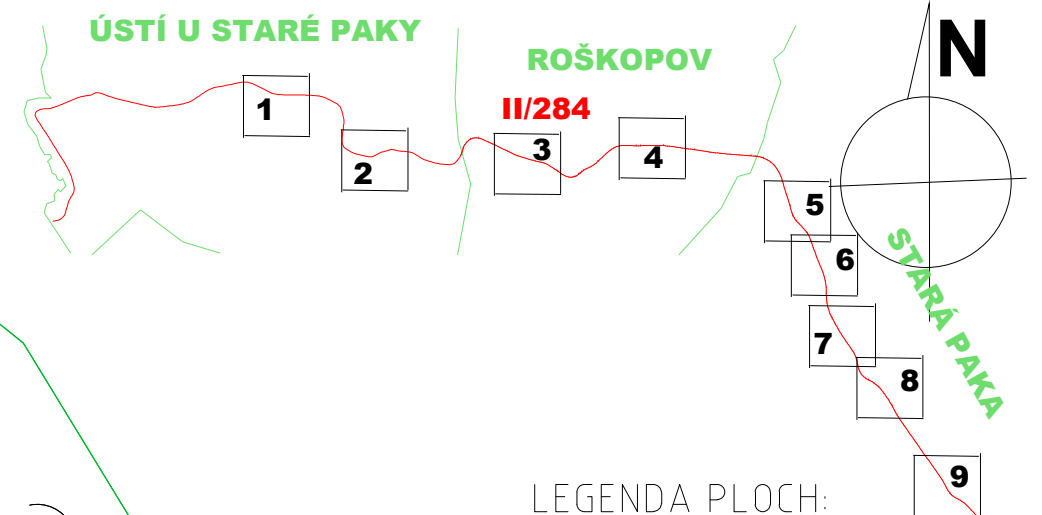 ÚSTÍ U STARÉ PAKY
N
ROŠKOPOV
II/284
1
2
3
4
5
6
STARÁ PAKA
7
8
9
LEGENDA PLOCH: